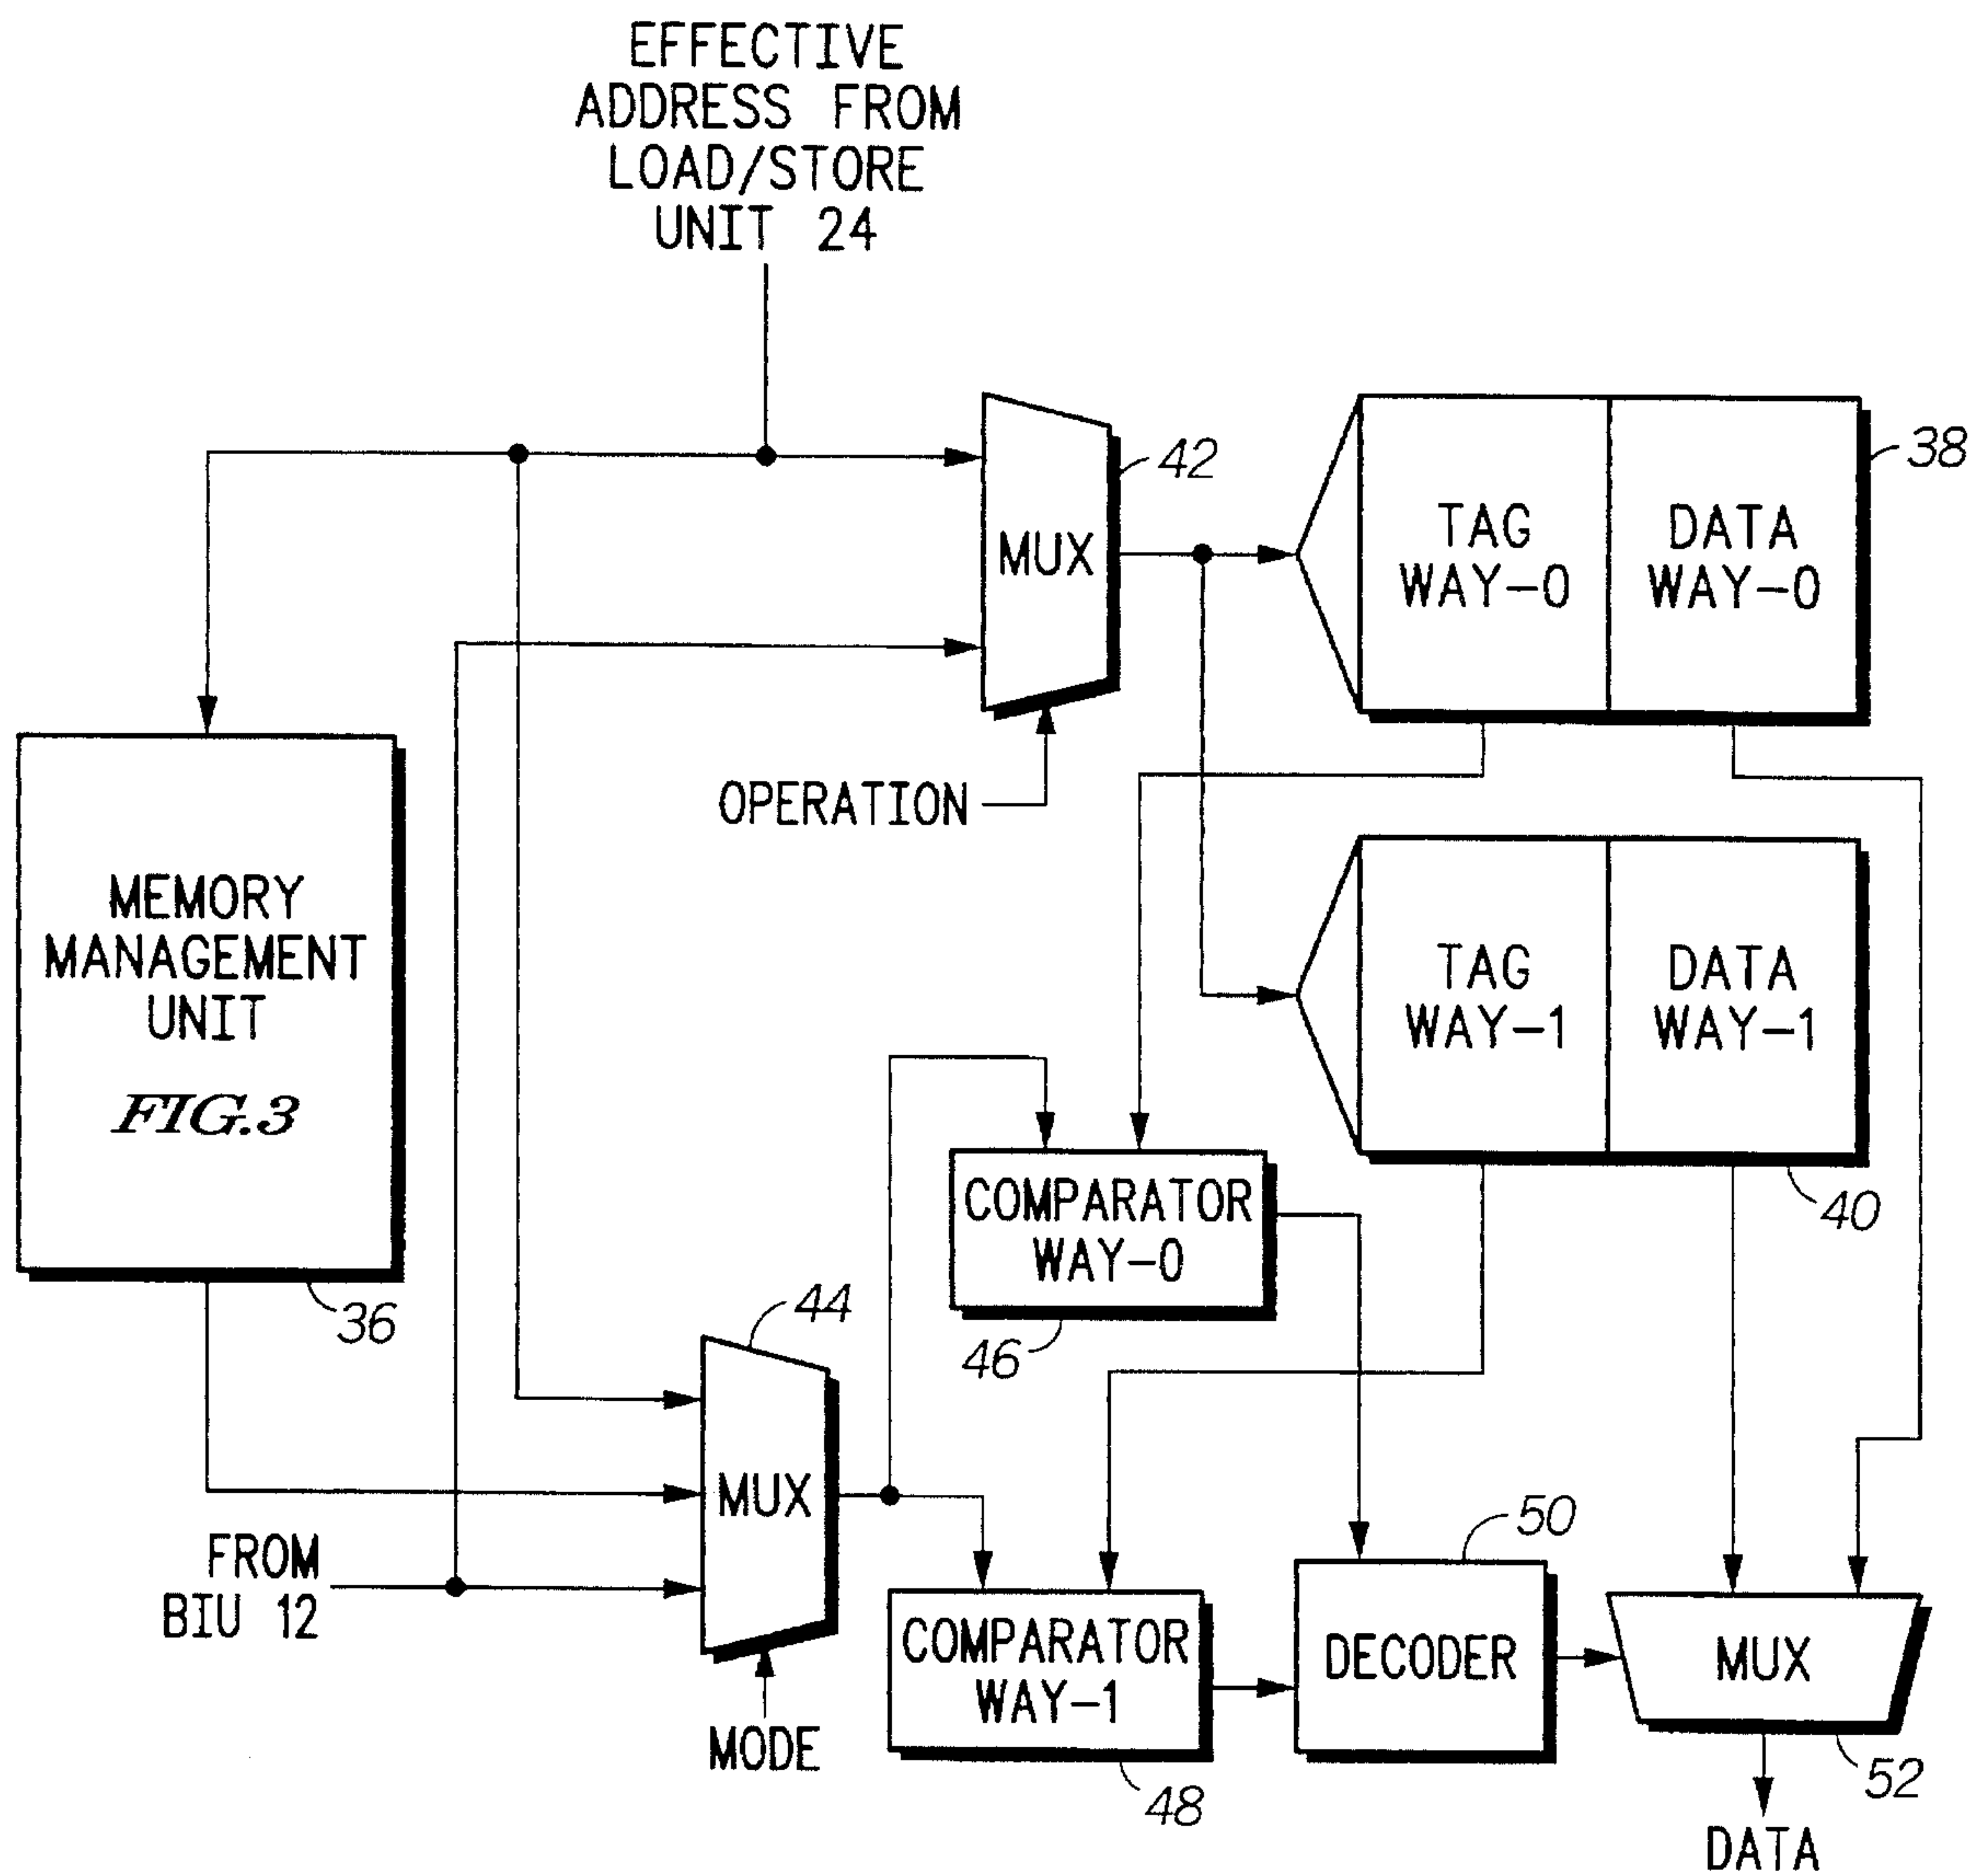 EFFECTIVE
ADDRESS FROM
LOAD/STORE
UNIT 24
42
MUX
OPERATION
TAG
WAY-0
DATA
WAY-0
38
MEMORY
MANAGEMENT
UNIT
FIG.3
36
TAG
WAY-1
DATA
WAY-1
40
COMPARATOR
WAY-0
46
44
MUX
FROM
BIU 12
MODE
COMPARATOR
WAY-1
48
50
DECODER
MUX
52
DATA